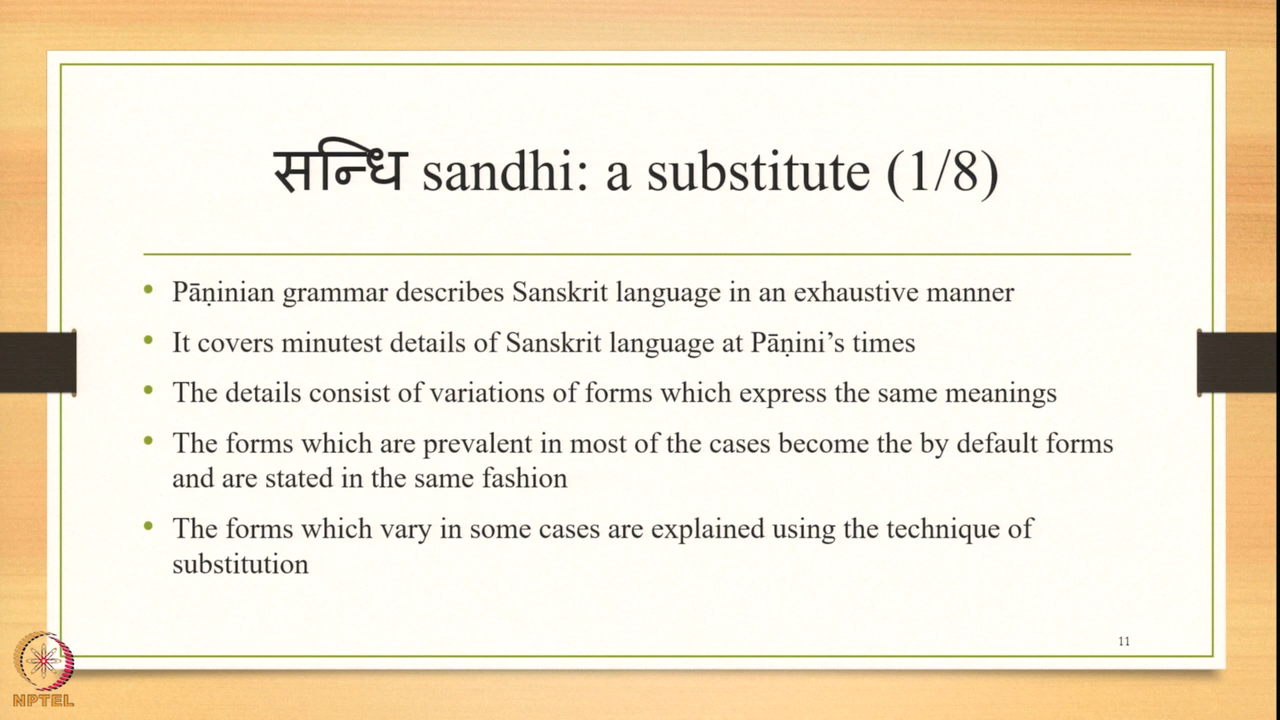 सन्धि sandhi: a substitute (1/8)
• Pāṇinian grammar describes Sanskrit language in an exhaustive manner
• It covers minutest details of Sanskrit language at Pāṇini’s times
• The details consist of variations of forms which express the same meanings
• The forms which are prevalent in most of the cases become the by default forms
and are stated in the same fashion
• The forms which vary in some cases are explained using the technique of
substitution
11
NPTEL